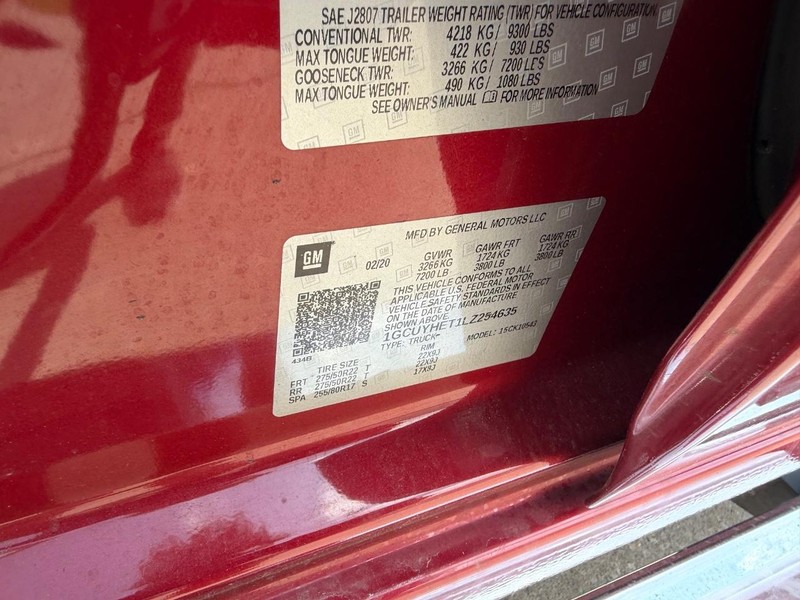 SAE J2807 TRAILER WEIGHT RATING (TWR) FOR VEHICLE CONFIGURATION
CONVENTIONAL TWR: 4218 KG/ 9300 LBS
MAX TONGUE WEIGHT: 422 KG/ 930 LBS
GOOSENECK TWR: 3266 KG/ 7200 LBS
MAX TONGUE WEIGHT: 490 KG/ 1080 LBS
SEE OWNER'S MANUAL FOR MORE INFORMATION
MFD BY GENERAL MOTORS LLC
GM
02/20
GVWR GAWR FRT GAWR RR
3266 KG 1724 KG 1724 KG
7200 LB 3800 LB 3800 LB
THIS VEHICLE CONFORMS TO ALL
APPLICABLE U.S. FEDERAL MOTOR
VEHICLE SAFETY STANDARDS IN EFFECT
ON THE DATE OF MANUFACTURE
SHOWN ABOVE
1GCUYHET1LZ254635
TYPE: TRUCK- MODEL: 15CK10543
434B
TIRE SIZE RIM
FRT 275/50R22 T 22X9J
RR 275/50R22 T 22X9J
SPA 255/80R17 S 17X8J